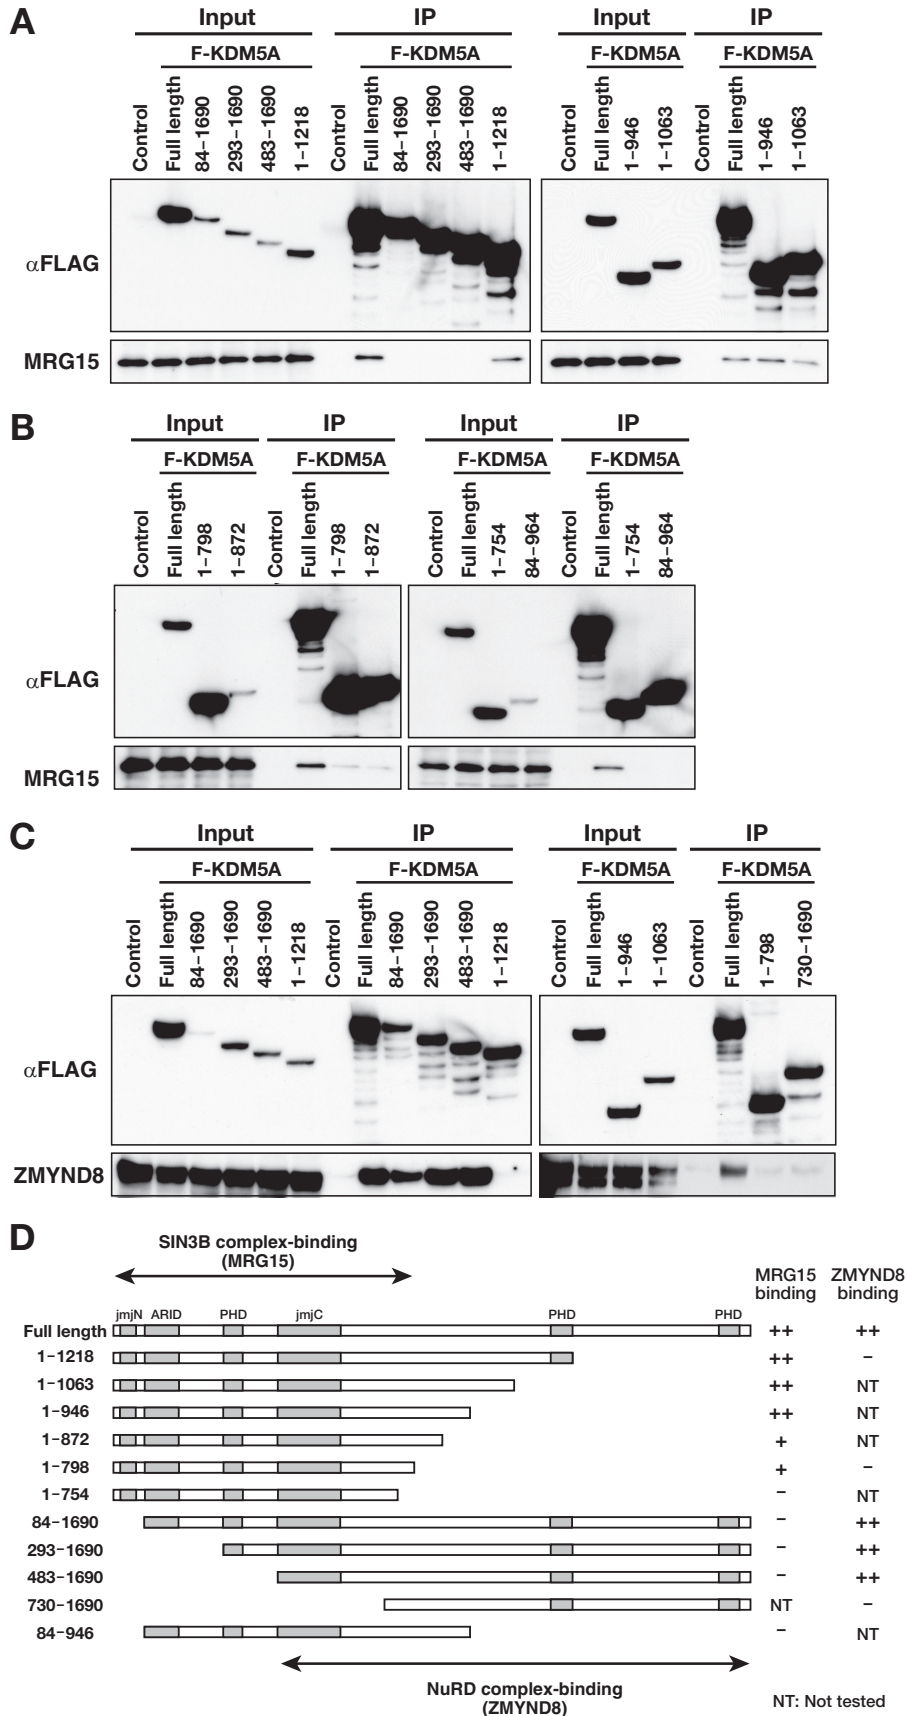 A
Input IP Input IP
F-KDM5A F-KDM5A F-KDM5A F-KDM5A
Control Full length 84–1690 293–1690 483–1690 1–1218 Control Full length 84–1690 293–1690 483–1690 1–1218 Control Full length 1–946 1–1063 Control Full length 1–946 1–1063
αFLAG
MRG15
B
Input IP Input IP
F-KDM5A F-KDM5A F-KDM5A F-KDM5A
Control Full length 1–798 1–872 Control Full length 1–798 1–872 Control Full length 1–754 84–964 Control Full length 1–754 84–964
αFLAG
MRG15
C
Input IP Input IP
F-KDM5A F-KDM5A F-KDM5A F-KDM5A
Control Full length 84–1690 293–1690 483–1690 1–1218 Control Full length 84–1690 293–1690 483–1690 1–1218 Control Full length 1–946 1–1063 Control Full length 1–798 730–1690
αFLAG
ZMYND8
D
SIN3B complex-binding
(MRG15)
MRG15 ZMYND8
binding binding
jmjN ARID PHD jmjC PHD PHD
Full length ++ ++
1–1218 ++ –
1–1063 ++ NT
1–946 ++ NT
1–872 + NT
1–798 + –
1–754 – NT
84–1690 – ++
293–1690 – ++
483–1690 – ++
730–1690 NT –
84–946 – NT
NuRD complex-binding
(ZMYND8)
NT: Not tested